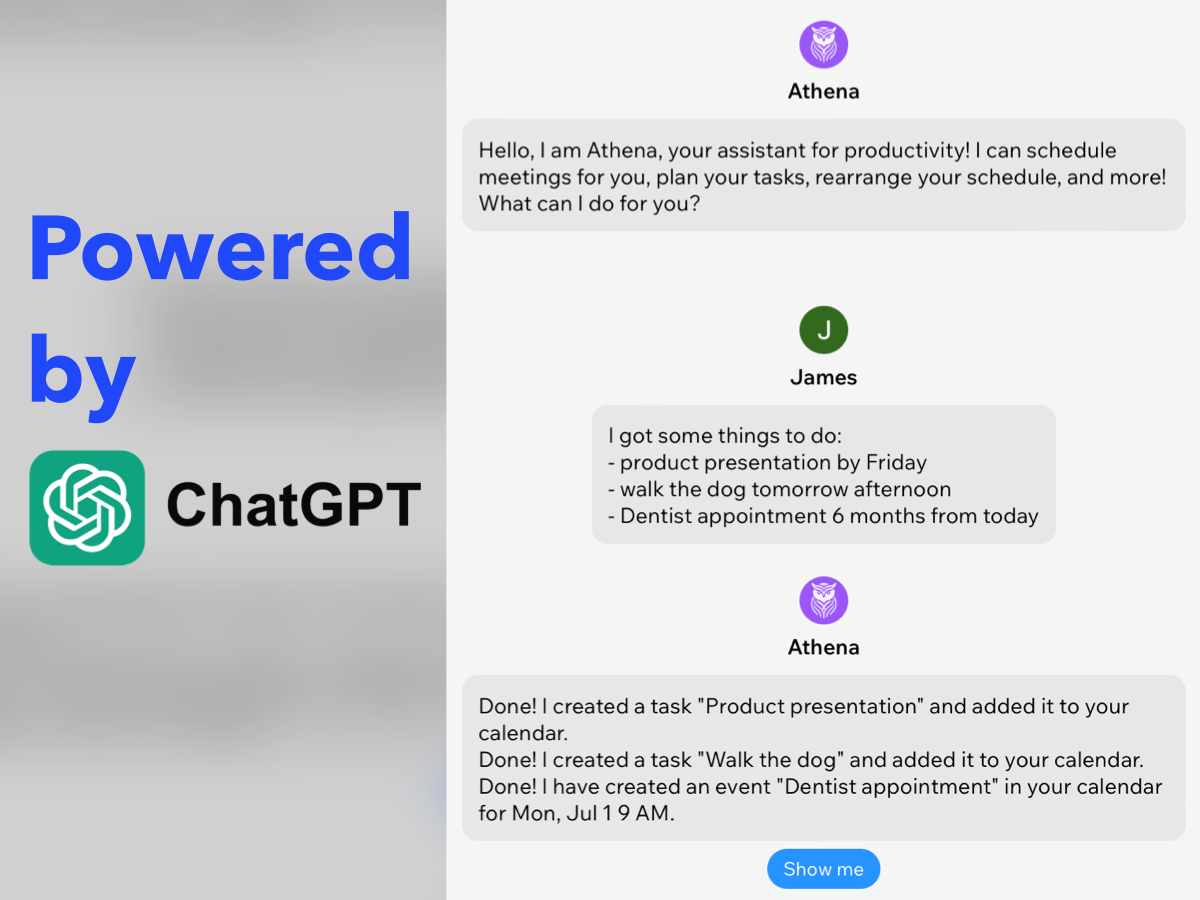 Powered
by
ChatGPT
Athena
Hello, I am Athena, your assistant for productivity! I can schedule
meetings for you, plan your tasks, rearrange your schedule, and more!
What can I do for you?
J
James
I got some things to do:
- product presentation by Friday
- walk the dog tomorrow afternoon
- Dentist appointment 6 months from today
Athena
Done! I created a task "Product presentation" and added it to your
calendar.
Done! I created a task "Walk the dog" and added it to your calendar.
Done! I have created an event "Dentist appointment" in your calendar
for Mon, Jul 1 9 AM.
Show me